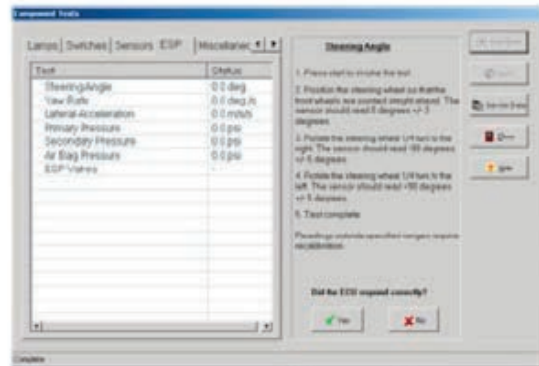 Component Tests
Lamps Switches Sensors ESP Miscellaneous
Test Status
Steering Angle 0.0 deg
Yaw Rate 0.0 deg/s
Lateral Acceleration 0.0 m/s/s
Primary Pressure 0.0 psi
Secondary Pressure 0.0 psi
Air Bag Pressure 0.0 psi
ESP Valves -
Steering Angle
1. Press start to invoke the test
2. Position the steering wheel so that the
front wheels are pointed straight ahead. The
sensor should read 0 degrees +/- 5
degrees.
3. Rotate the steering wheel 1/4 turn to the
right. The sensor should read -90 degrees
+/- 5 degrees.
4. Rotate the steering wheel 1/4 turn to the
left. The sensor should read +90 degrees
+/- 5 degrees.
5. Test complete
Readings outside specified ranges require
recalibration.
Did the ECU respond correctly?
Yes No
Help
Complete